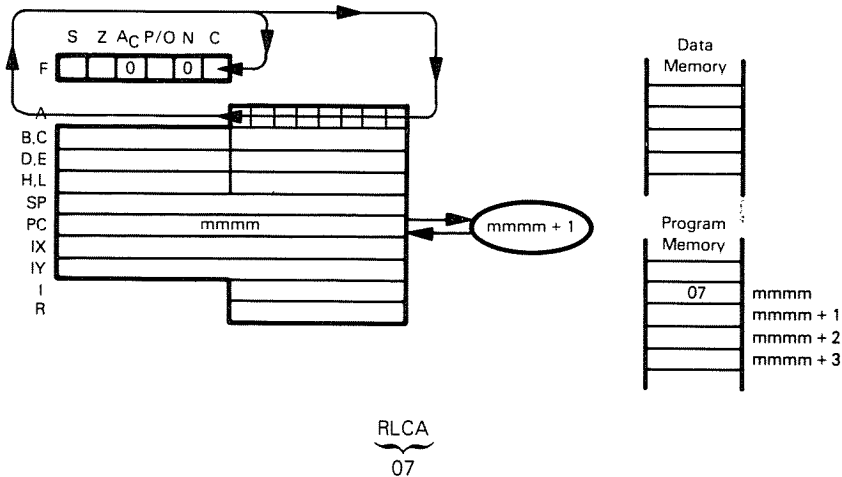 S Z AC P/O N C
F 0 0
A
B,C
D,E
H,L
SP
PC mmmm mmmm + 1
IX
IY
I
R
Data
Memory
Program
Memory
07 mmmm
mmmm + 1
mmmm + 2
mmmm + 3
RLCA
07